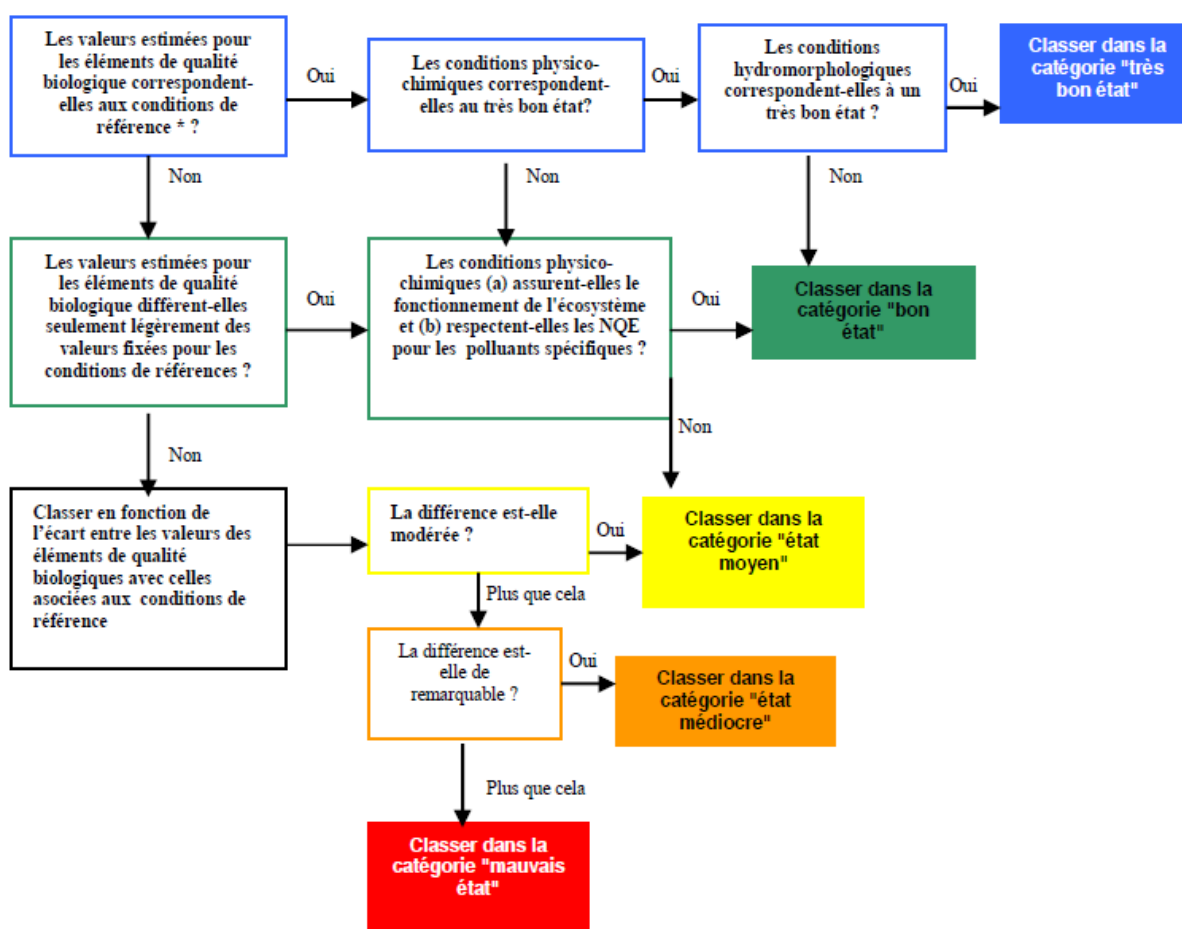 Les valeurs estimées pour
les éléments de qualité
biologique correspondent-
elles aux conditions de
référence * ?
Oui
Les conditions physico-
chimiques correspondent-
elles au très bon état?
Oui
Les conditions
hydromorphologiques
correspondent-elles à un
très bon état ?
Oui
Classer dans la
catégorie "très
bon état"
Non
Non
Non
Les valeurs estimées pour
les éléments de qualité
biologique diffèrent-elles
seulement légèrement des
valeurs fixées pour les
conditions de références ?
Oui
Les conditions physico-
chimiques (a) assurent-elles le
fonctionnement de l'écosystème
et (b) respectent-elles les NQE
pour les polluants spécifiques ?
Oui
Classer dans la
catégorie "bon
état"
Non
Non
Classer en fonction de
l'écart entre les valeurs des
éléments de qualité
biologiques avec celles
asociées aux conditions de
référence
La différence est-elle
modérée ?
Oui
Classer dans la
catégorie "état
moyen"
Plus que cela
La différence est-
elle de
remarquable ?
Oui
Classer dans la
catégorie "état
médiocre"
Plus que cela
Classer dans la
catégorie "mauvais
état"